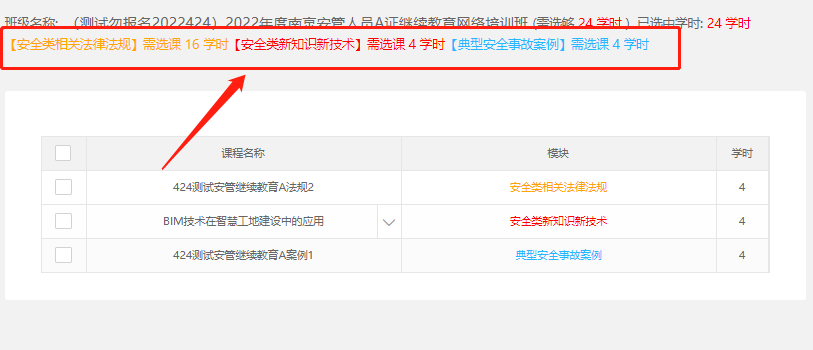 班级名称: （测试勿报名2022424）2022年度南京安管人员A证继续教育网络培训班 (需选够 24 学时 ) 已选中学时: 24 学时
【安全类相关法律法规】需选课 16 学时【安全类新知识新技术】需选课 4 学时【典型安全事故案例】需选课 4 学时
课程名称 模块 学时
424测试安管继续教育A法规2 安全类相关法律法规 4
BIM技术在智慧工地建设中的应用 安全类新知识新技术 4
424测试安管继续教育A案例1 典型安全事故案例 4